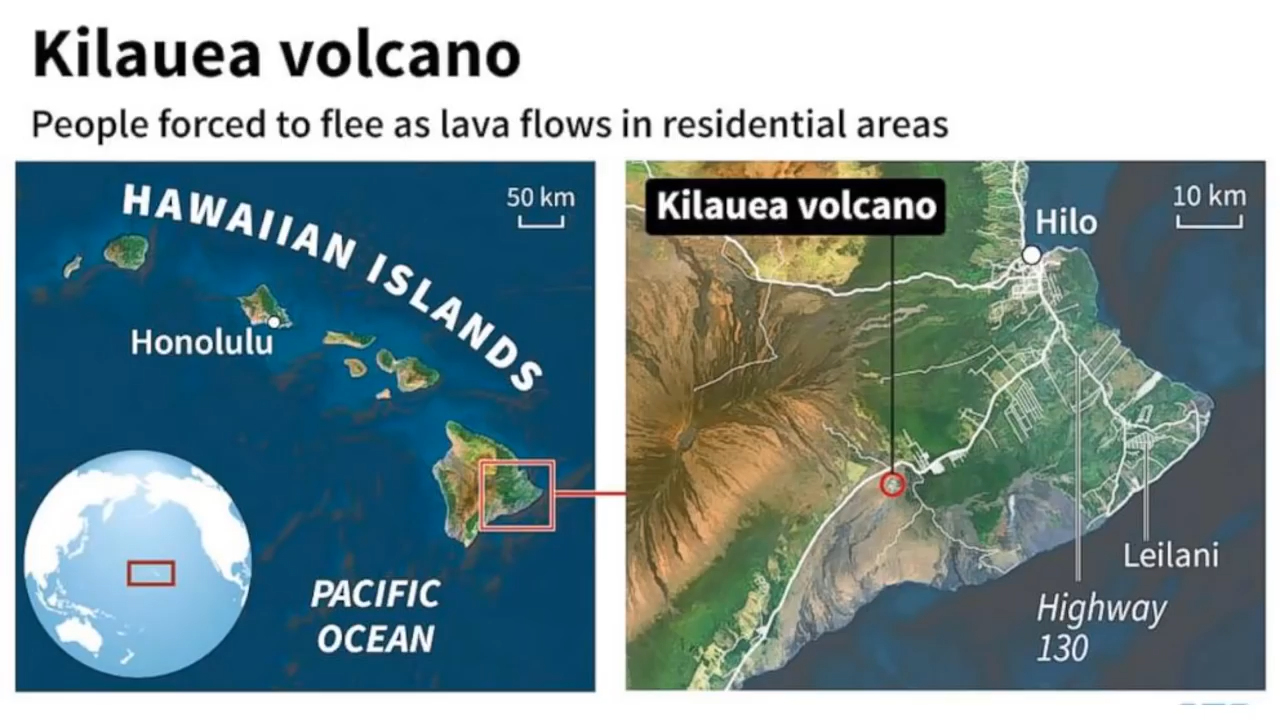 Kilauea volcano
People forced to flee as lava flows in residential areas
HAWAIIAN ISLANDS
50 km
Honolulu
PACIFIC
OCEAN
Kilauea volcano
10 km
Hilo
Leilani
Highway
130